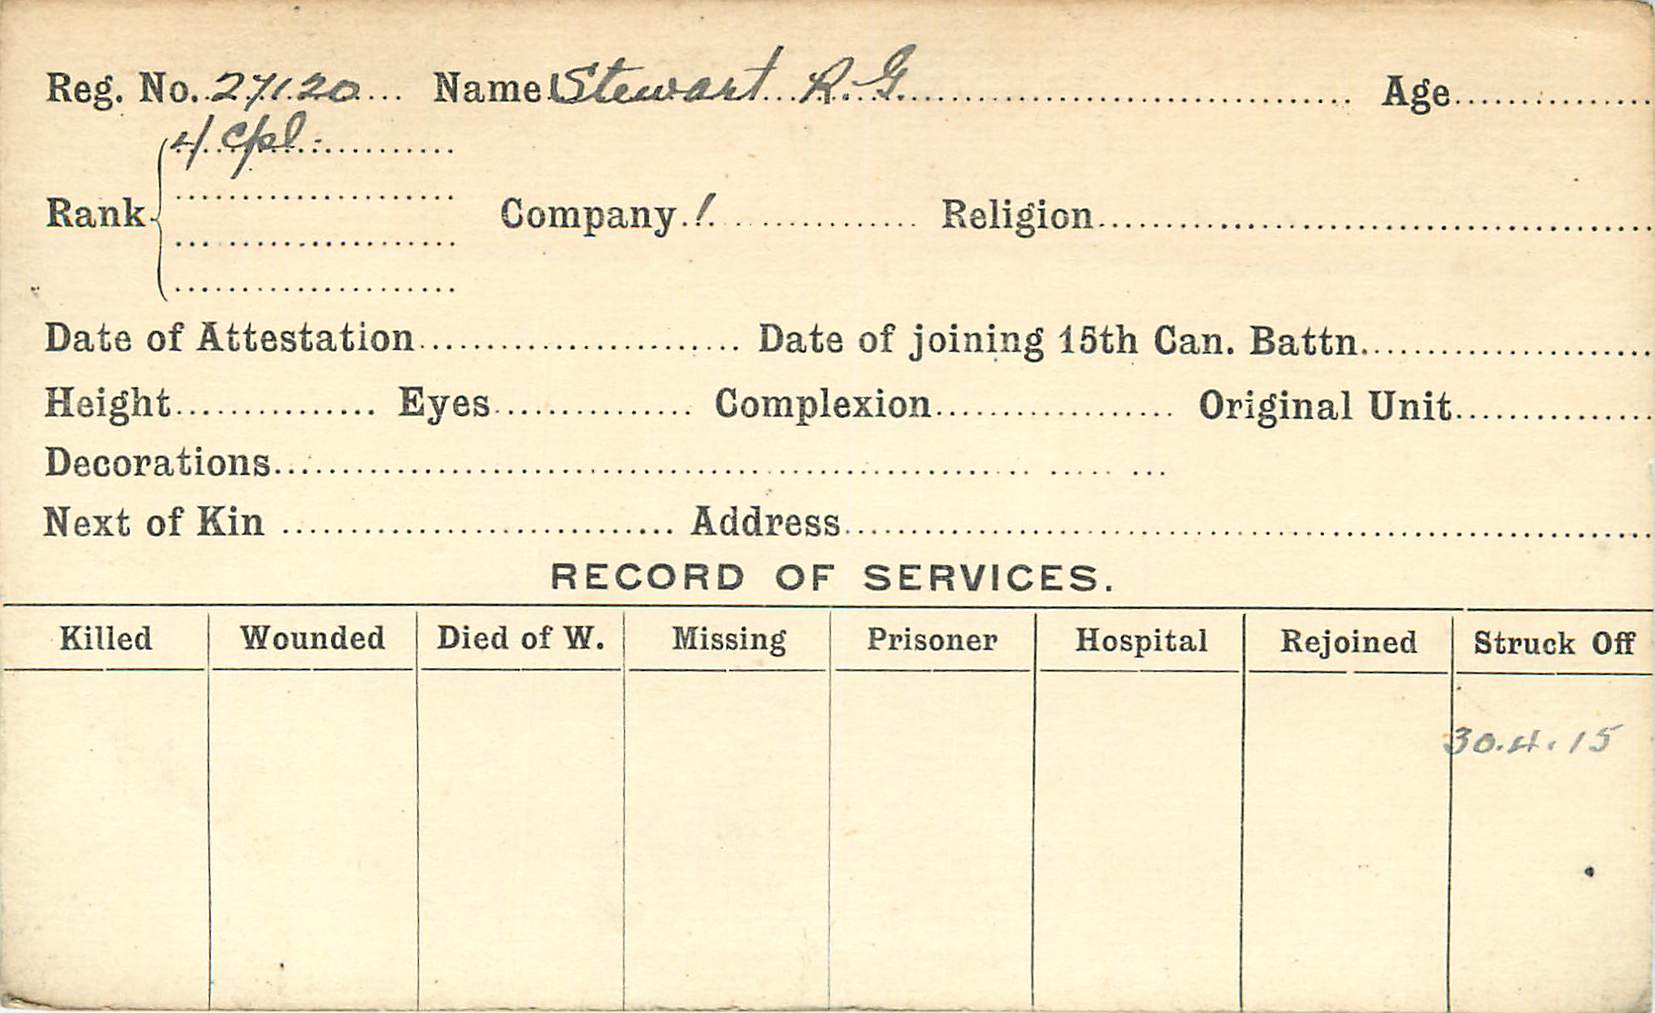 Reg. No. 27120 Name Stewart R. G. Age
L/Cpl.
Rank Company 1 Religion
Date of Attestation Date of joining 15th Can. Battn.
Height Eyes Complexion Original Unit
Decorations
Next of Kin Address
RECORD OF SERVICES.
Killed Wounded Died of W. Missing Prisoner Hospital Rejoined Struck Off
30.4.15